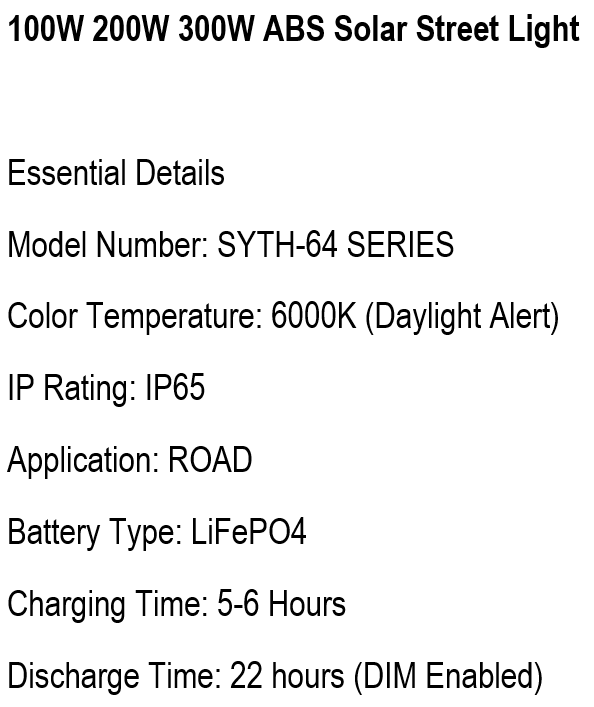 100W 200W 300W ABS Solar Street Light
Essential Details
Model Number: SYTH-64 SERIES
Color Temperature: 6000K (Daylight Alert)
IP Rating: IP65
Application: ROAD
Battery Type: LiFePO4
Charging Time: 5-6 Hours
Discharge Time: 22 hours (DIM Enabled)